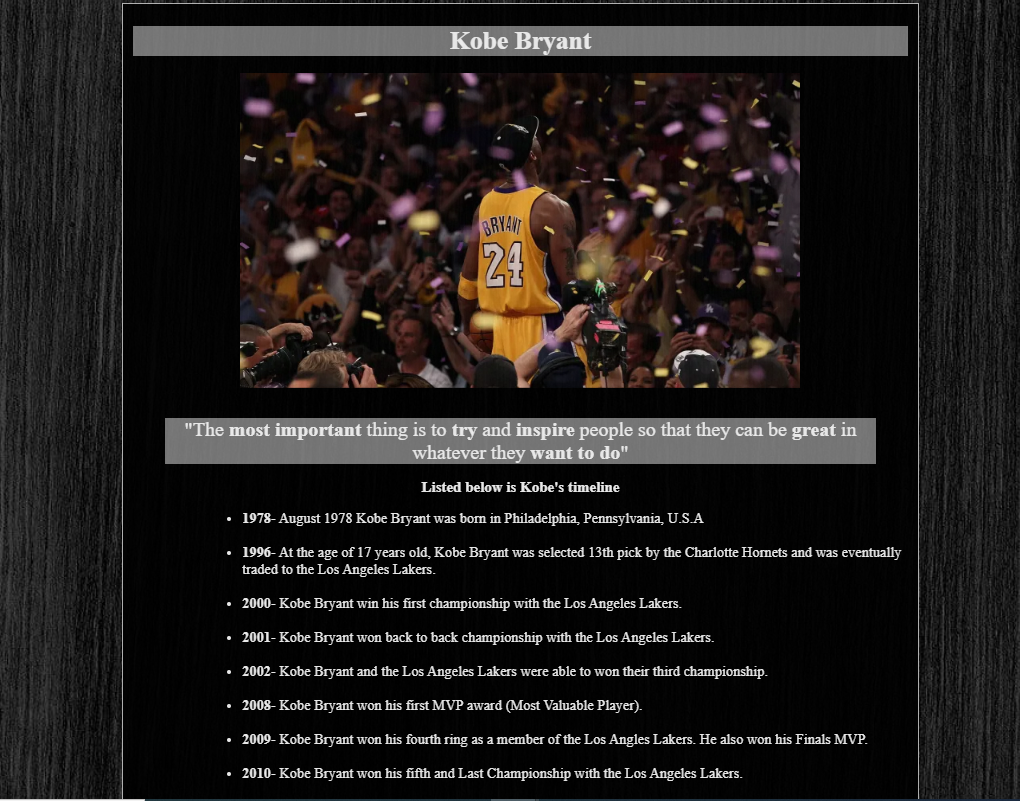 Kobe Bryant
BRYANT
24
"The most important thing is to try and inspire people so that they can be great in
whatever they want to do"
Listed below is Kobe's timeline
• 1978- August 1978 Kobe Bryant was born in Philadelphia, Pennsylvania, U.S.A
• 1996- At the age of 17 years old, Kobe Bryant was selected 13th pick by the Charlotte Hornets and was eventually
traded to the Los Angeles Lakers.
• 2000- Kobe Bryant win his first championship with the Los Angeles Lakers.
• 2001- Kobe Bryant won back to back championship with the Los Angeles Lakers.
• 2002- Kobe Bryant and the Los Angeles Lakers were able to won their third championship.
• 2008- Kobe Bryant won his first MVP award (Most Valuable Player).
• 2009- Kobe Bryant won his fourth ring as a member of the Los Angles Lakers. He also won his Finals MVP.
• 2010- Kobe Bryant won his fifth and Last Championship with the Los Angeles Lakers.